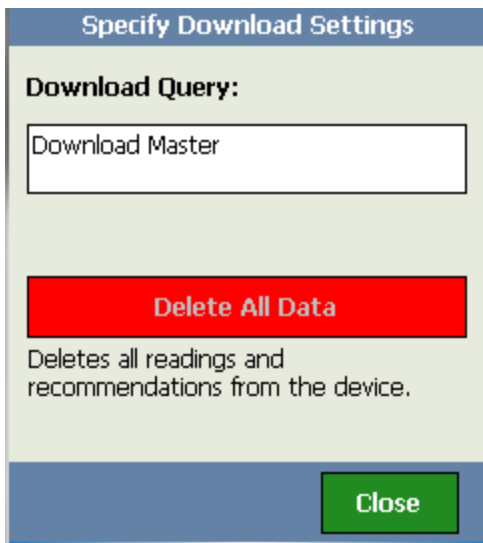 Specify Download Settings
Download Query:
Download Master
Delete All Data
Deletes all readings and
recommendations from the device.
Close